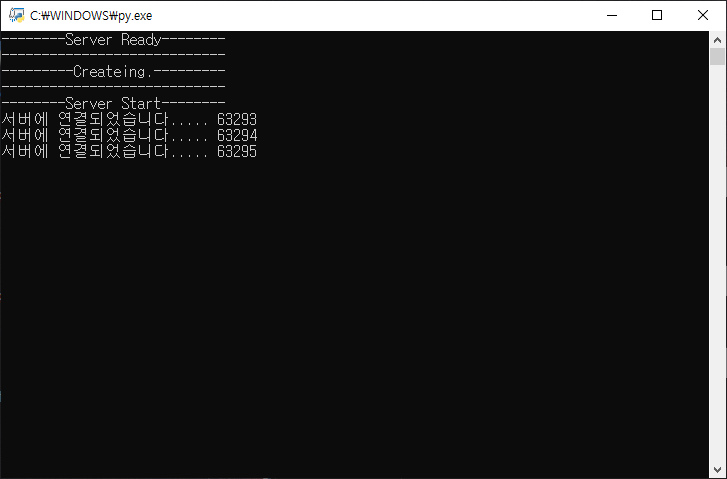 C:\WINDOWS\py.exe
--------Server Ready--------
----------------------------
---------Createing.---------
----------------------------
--------Server Start--------
서버에 연결되었습니다..... 63293
서버에 연결되었습니다..... 63294
서버에 연결되었습니다..... 63295